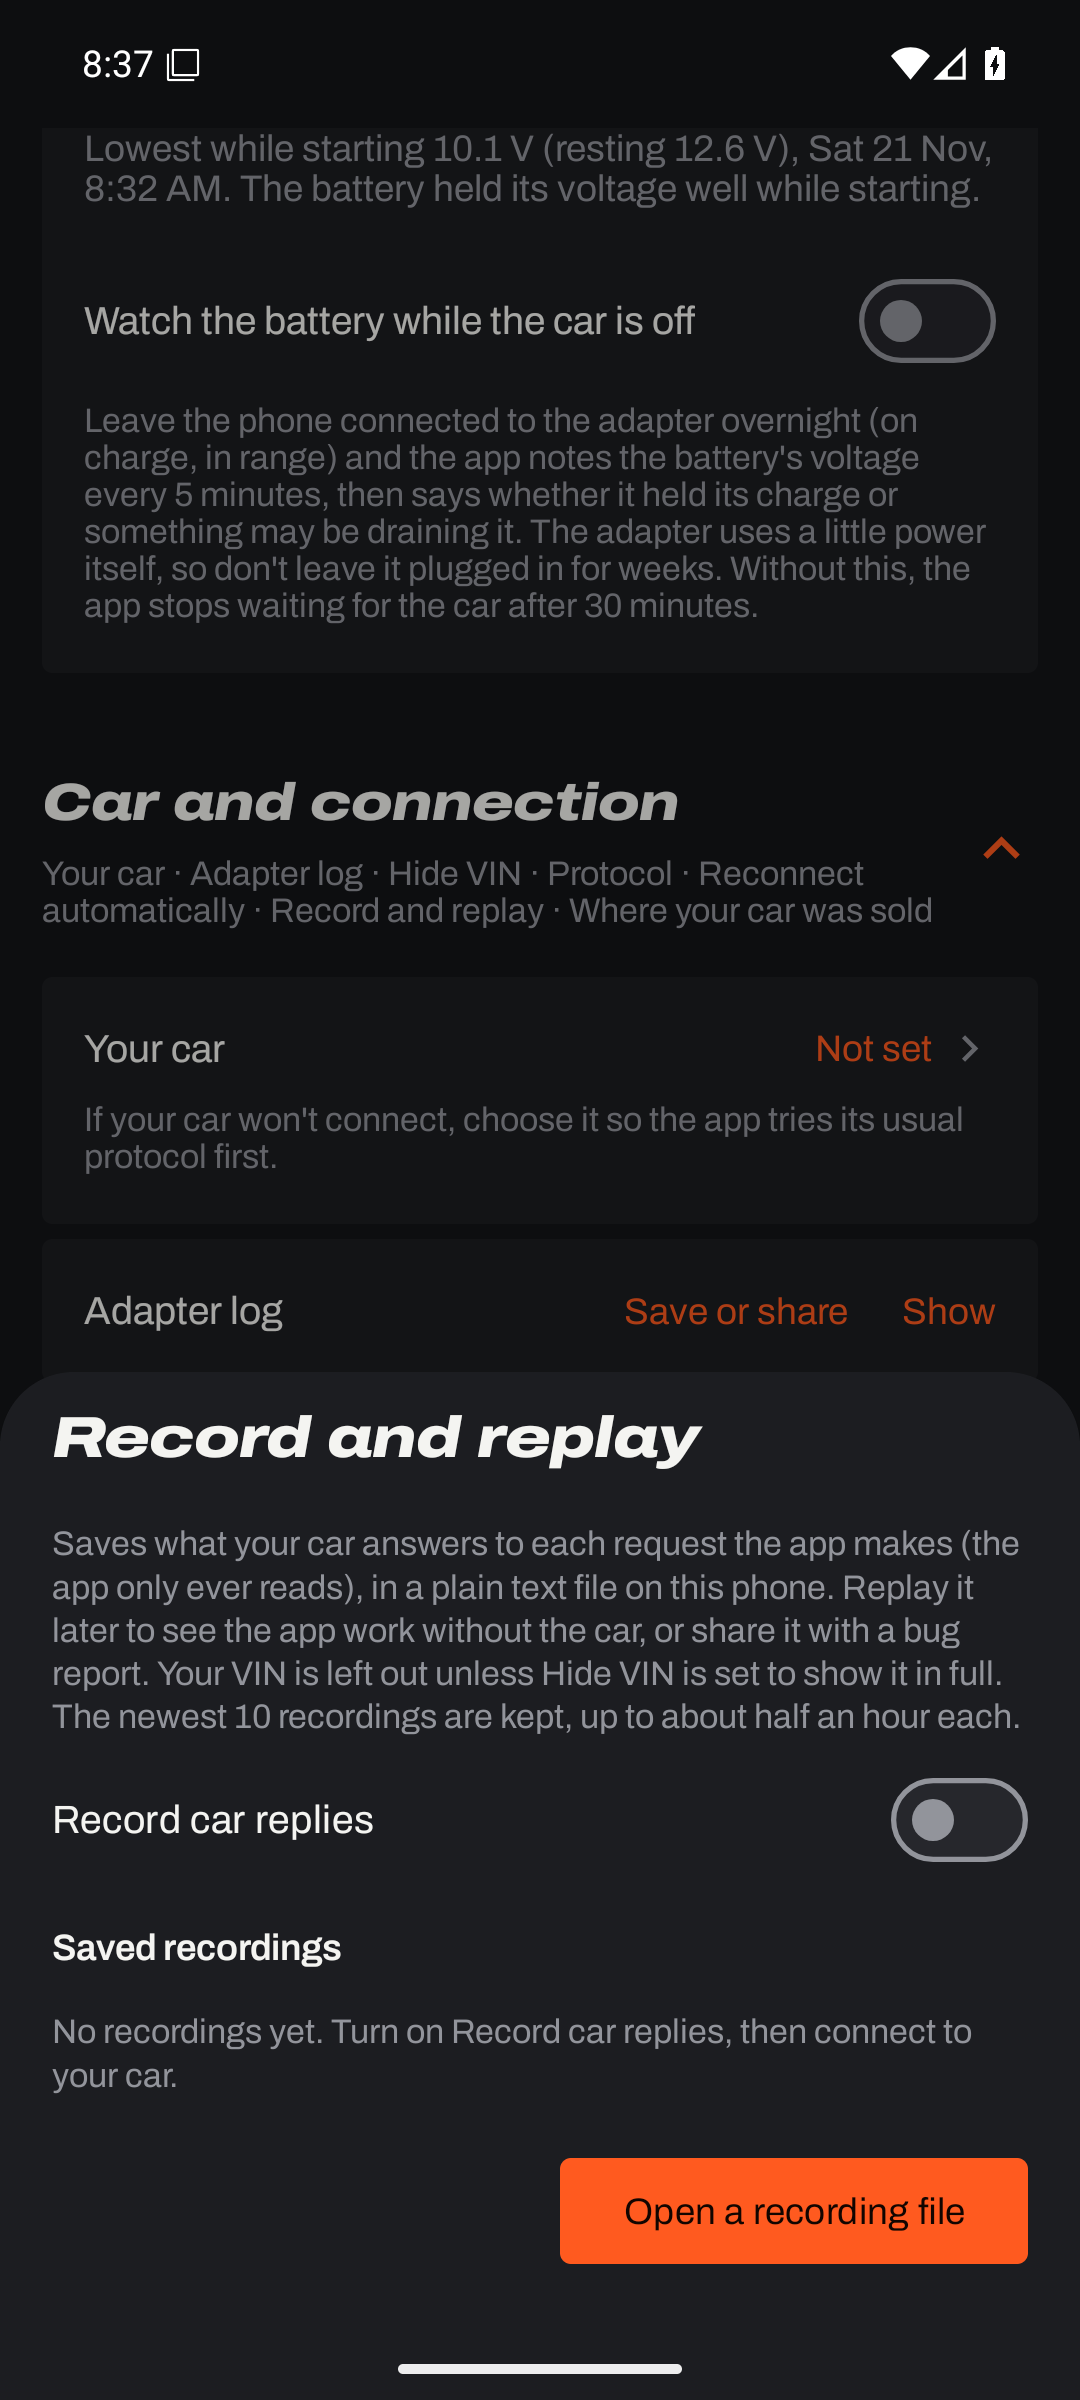 8:37
Lowest while starting 10.1 V (resting 12.6 V), Sat 21 Nov,
8:32 AM. The battery held its voltage well while starting.
Watch the battery while the car is off
Leave the phone connected to the adapter overnight (on
charge, in range) and the app notes the battery's voltage
every 5 minutes, then says whether it held its charge or
something may be draining it. The adapter uses a little power
itself, so don't leave it plugged in for weeks. Without this, the
app stops waiting for the car after 30 minutes.
Car and connection
Your car · Adapter log · Hide VIN · Protocol · Reconnect
automatically · Record and replay · Where your car was sold
Your car Not set
If your car won't connect, choose it so the app tries its usual
protocol first.
Adapter log Save or share Show
Record and replay
Saves what your car answers to each request the app makes (the
app only ever reads), in a plain text file on this phone. Replay it
later to see the app work without the car, or share it with a bug
report. Your VIN is left out unless Hide VIN is set to show it in full.
The newest 10 recordings are kept, up to about half an hour each.
Record car replies
Saved recordings
No recordings yet. Turn on Record car replies, then connect to
your car.
Open a recording file